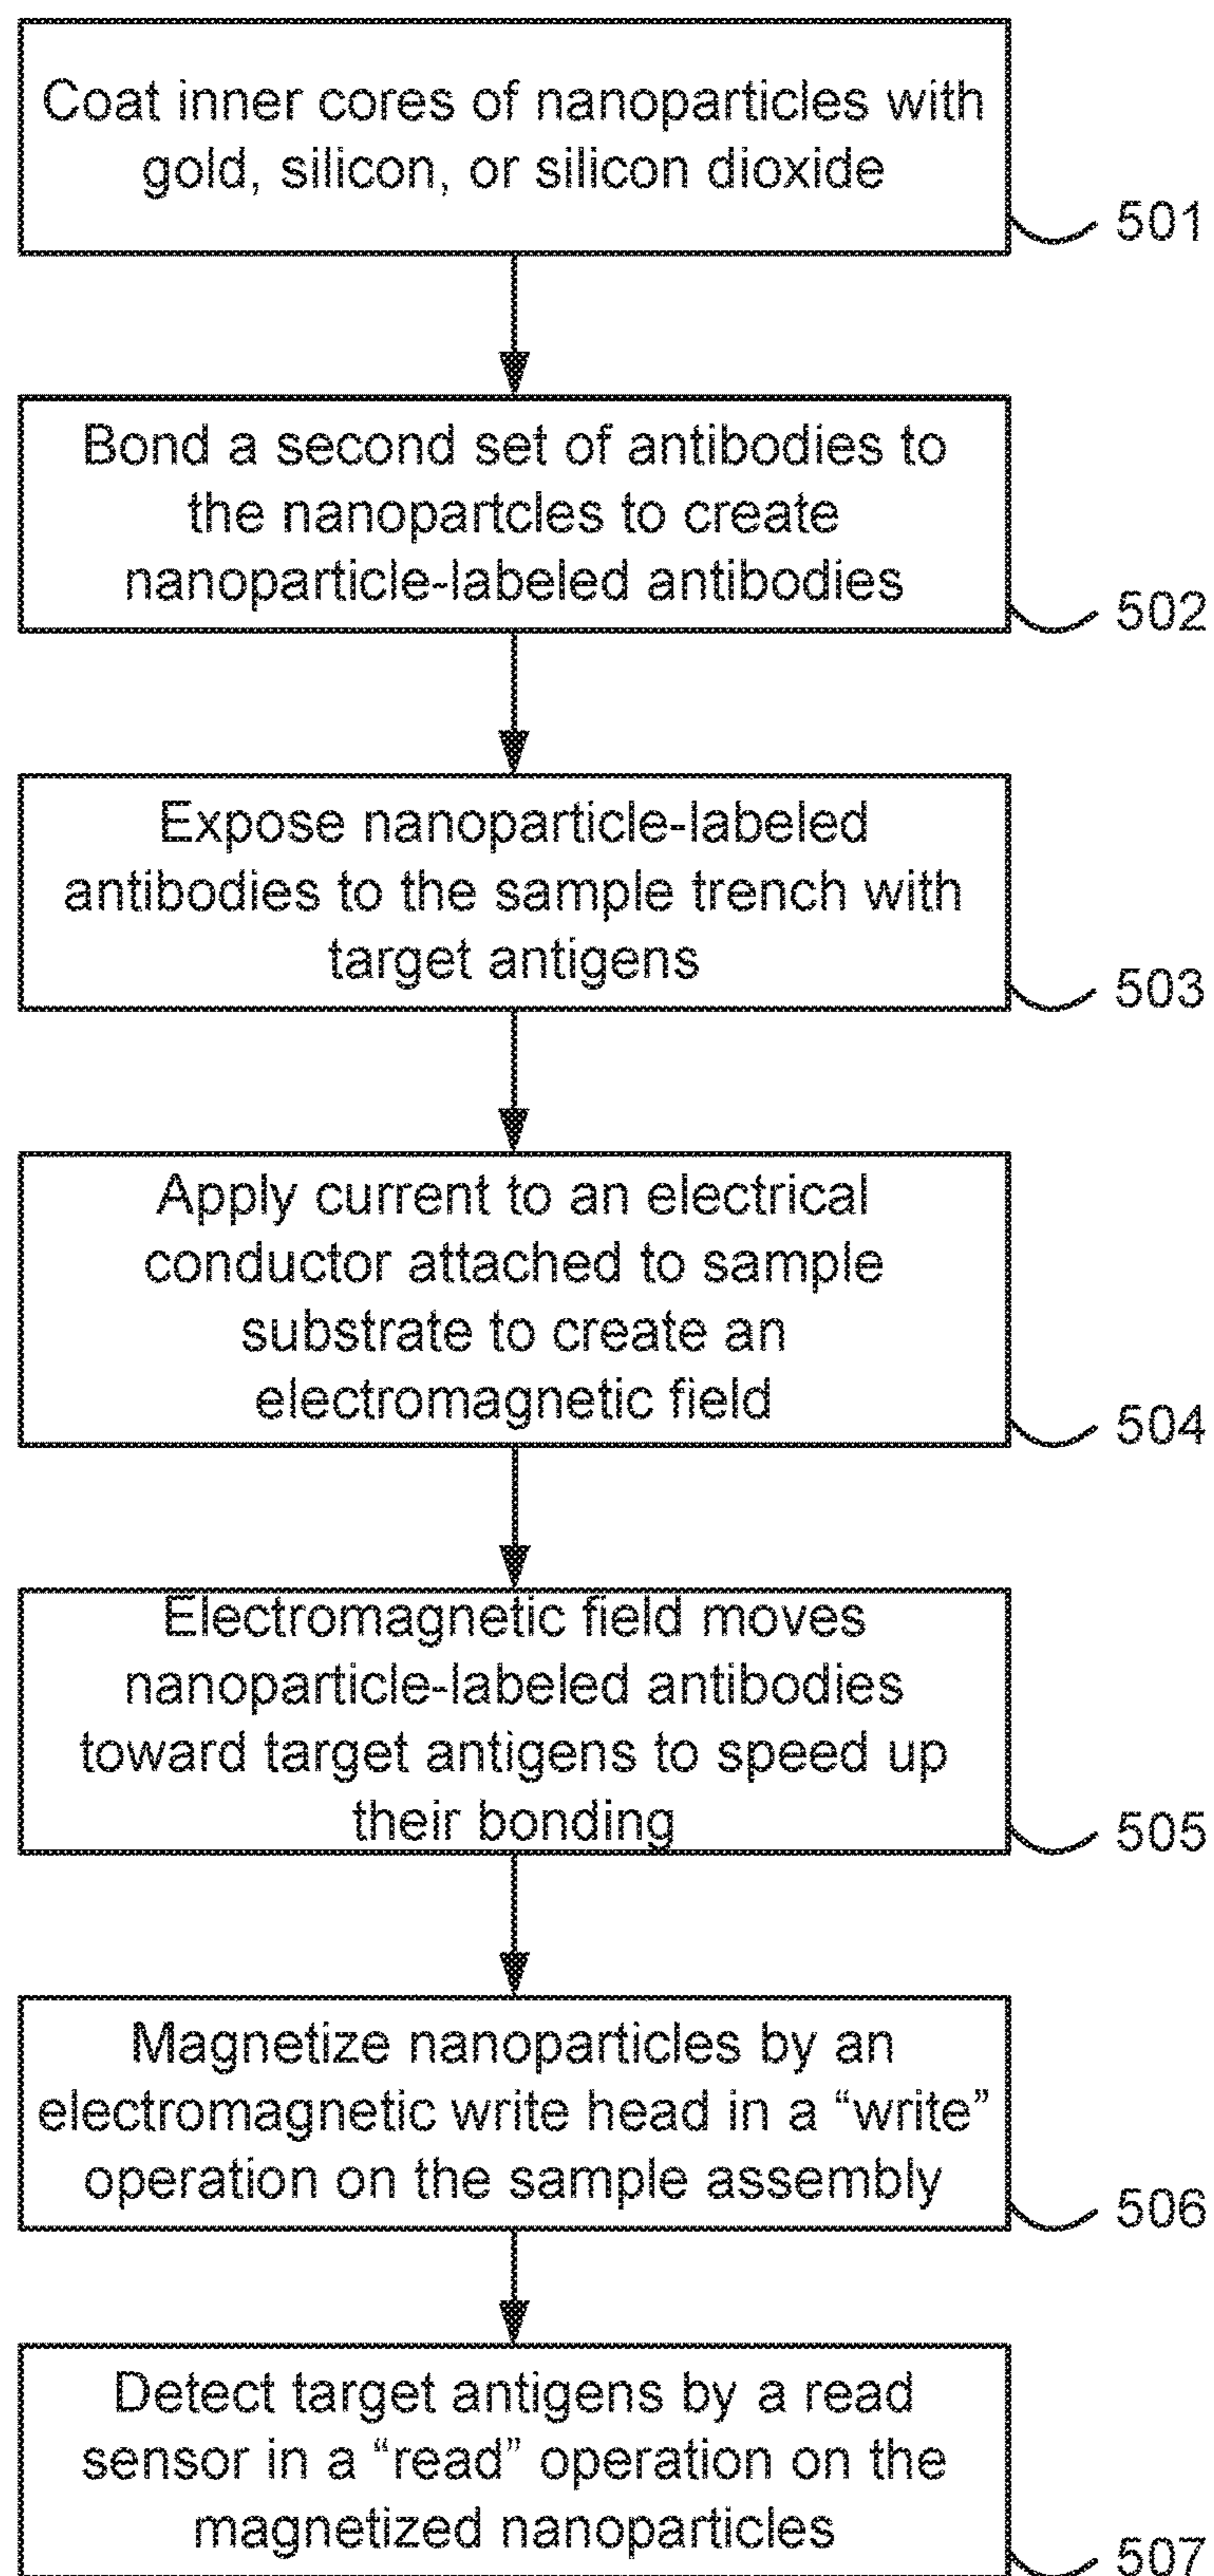 Coat inner cores of nanoparticles with
gold, silicon, or silicon dioxide
501
Bond a second set of antibodies to
the nanopartcles to create
nanoparticle-labeled antibodies
502
Expose nanoparticle-labeled
antibodies to the sample trench with
target antigens
503
Apply current to an electrical
conductor attached to sample
substrate to create an
electromagnetic field
504
Electromagnetic field moves
nanoparticle-labeled antibodies
toward target antigens to speed up
their bonding
505
Magnetize nanoparticles by an
electromagnetic write head in a “write”
operation on the sample assembly
506
Detect target antigens by a read
sensor in a “read” operation on the
magnetized nanoparticles
507